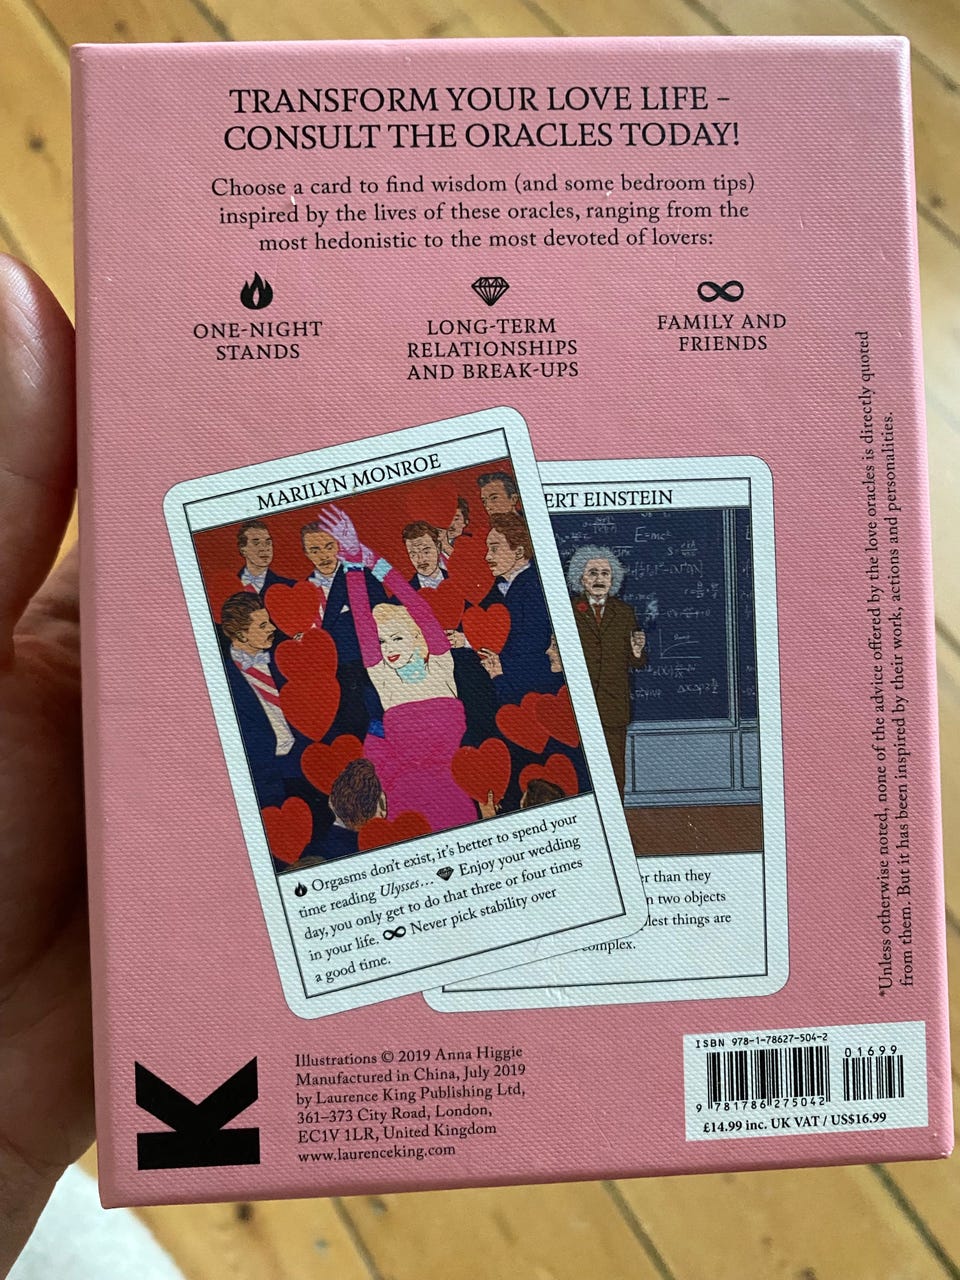 TRANSFORM YOUR LOVE LIFE –
CONSULT THE ORACLES TODAY!
Choose a card to find wisdom (and some bedroom tips)
inspired by the lives of these oracles, ranging from the
most hedonistic to the most devoted of lovers:
ONE-NIGHT
STANDS
LONG-TERM
RELATIONSHIPS
AND BREAK-UPS
FAMILY AND
FRIENDS
MARILYN MONROE
Orgasms don't exist, it's better to spend your
time reading Ulysses... Enjoy your wedding
day, you only get to do that three or four times
in your life. Never pick stability over
a good time.
ERT EINSTEIN
E=mc²
er than they
n two objects
lest things are
complex.
*Unless otherwise noted, none of the advice offered by the love oracles is directly quoted
from them. But it has been inspired by their work, actions and personalities.
K
Illustrations © 2019 Anna Higgie
Manufactured in China, July 2019
by Laurence King Publishing Ltd,
361–373 City Road, London,
EC1V 1LR, United Kingdom
www.laurenceking.com
ISBN 978-1-78627-504-2
01699
9 781786 275042
£14.99 inc. UK VAT / US$16.99